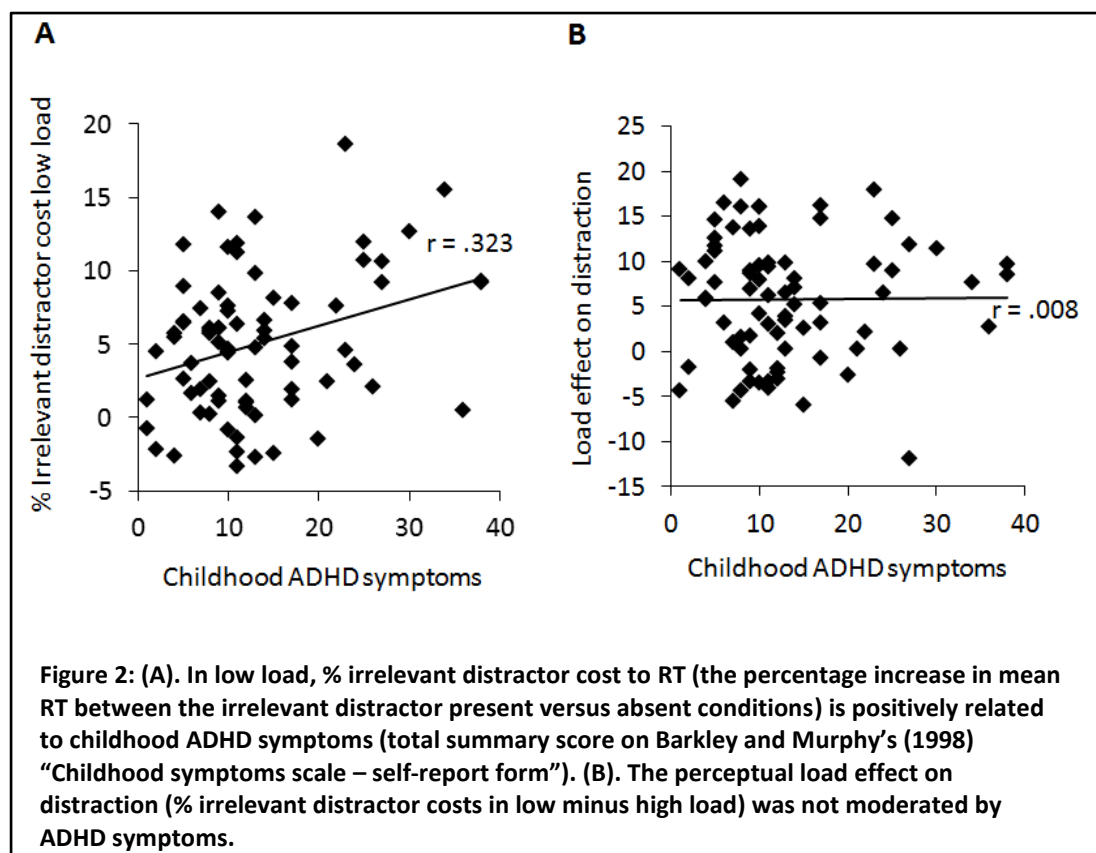 A
% Irrelevant distractor cost low load
20
15
10
5
0
-5
r = .323
0 10 20 30 40
Childhood ADHD symptoms
B
Load effect on distraction
25
20
15
10
5
0
-5
-10
-15
r = .008
0 10 20 30 40
Childhood ADHD symptoms
Figure 2: (A). In low load, % irrelevant distractor cost to RT (the percentage increase in mean
RT between the irrelevant distractor present versus absent conditions) is positively related
to childhood ADHD symptoms (total summary score on Barkley and Murphy’s (1998)
“Childhood symptoms scale – self-report form”). (B). The perceptual load effect on
distraction (% irrelevant distractor costs in low minus high load) was not moderated by
ADHD symptoms.